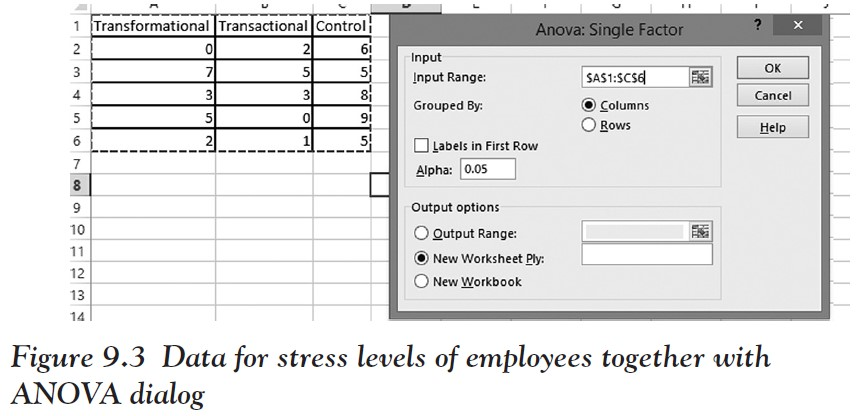 1 Transformational Transactional Control
2 0 2 6
3 7 5 5
4 3 3 8
5 5 0 9
6 2 1 5
7
8
9
10
11
12
13
14
Anova: Single Factor ? ×
Input
Input Range: $A$1:$C$6
Grouped By: Columns
Rows
Labels in First Row
Alpha: 0.05
Output options
Output Range:
New Worksheet Ply:
New Workbook
OK
Cancel
Help
Figure 9.3 Data for stress levels of employees together with
ANOVA dialog